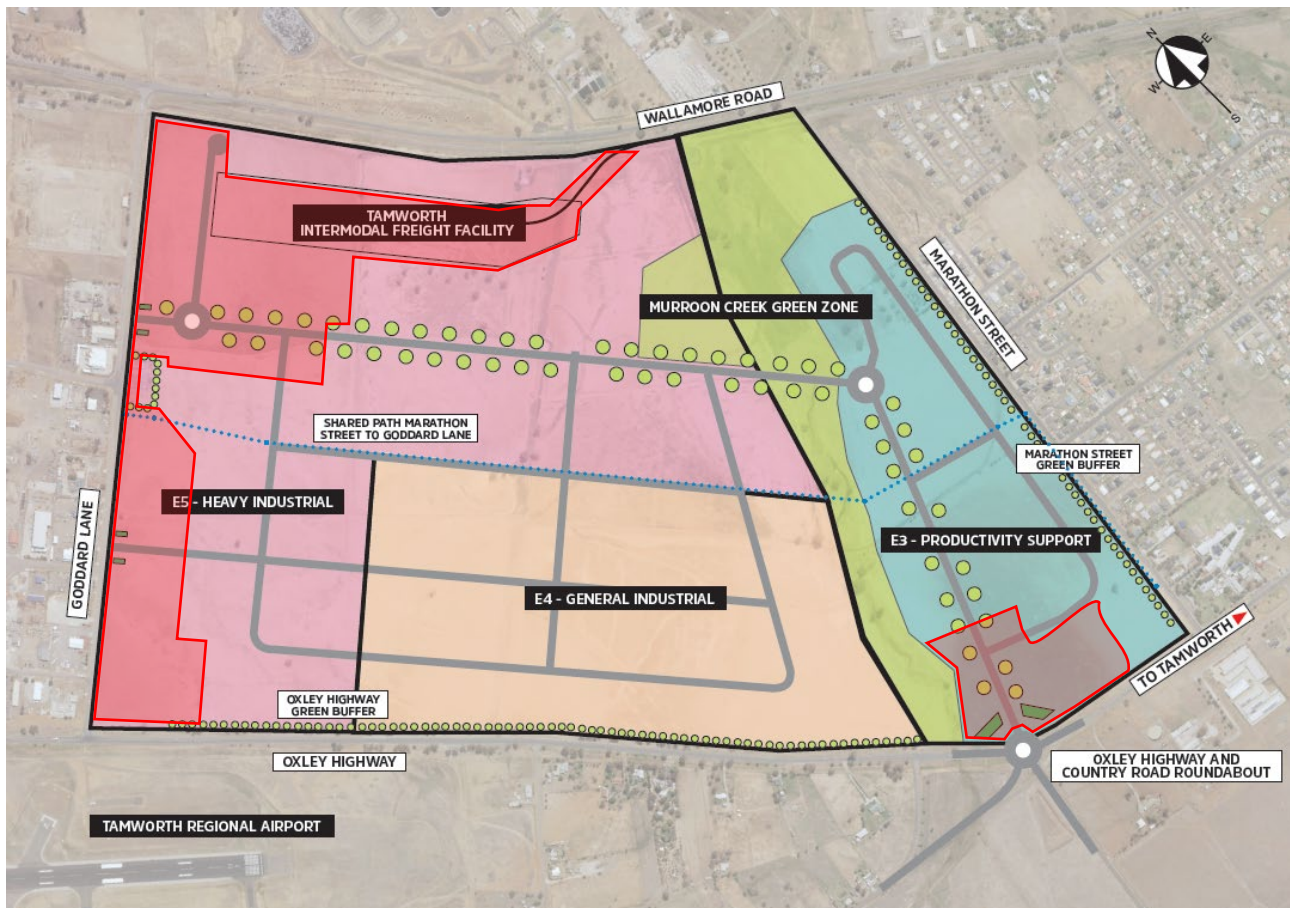 N
E
W
S
WALLAMORE ROAD
TAMWORTH
INTERMODAL FREIGHT FACILITY
MARATHON STREET
MURROON CREEK GREEN ZONE
SHARED PATH MARATHON
STREET TO GODDARD LANE
MARATHON STREET
GREEN BUFFER
E5 - HEAVY INDUSTRIAL
E3 - PRODUCTIVITY SUPPORT
GODDARD LANE
E4 - GENERAL INDUSTRIAL
TO TAMWORTH
OXLEY HIGHWAY
GREEN BUFFER
OXLEY HIGHWAY
OXLEY HIGHWAY AND
COUNTRY ROAD ROUNDABOUT
TAMWORTH REGIONAL AIRPORT